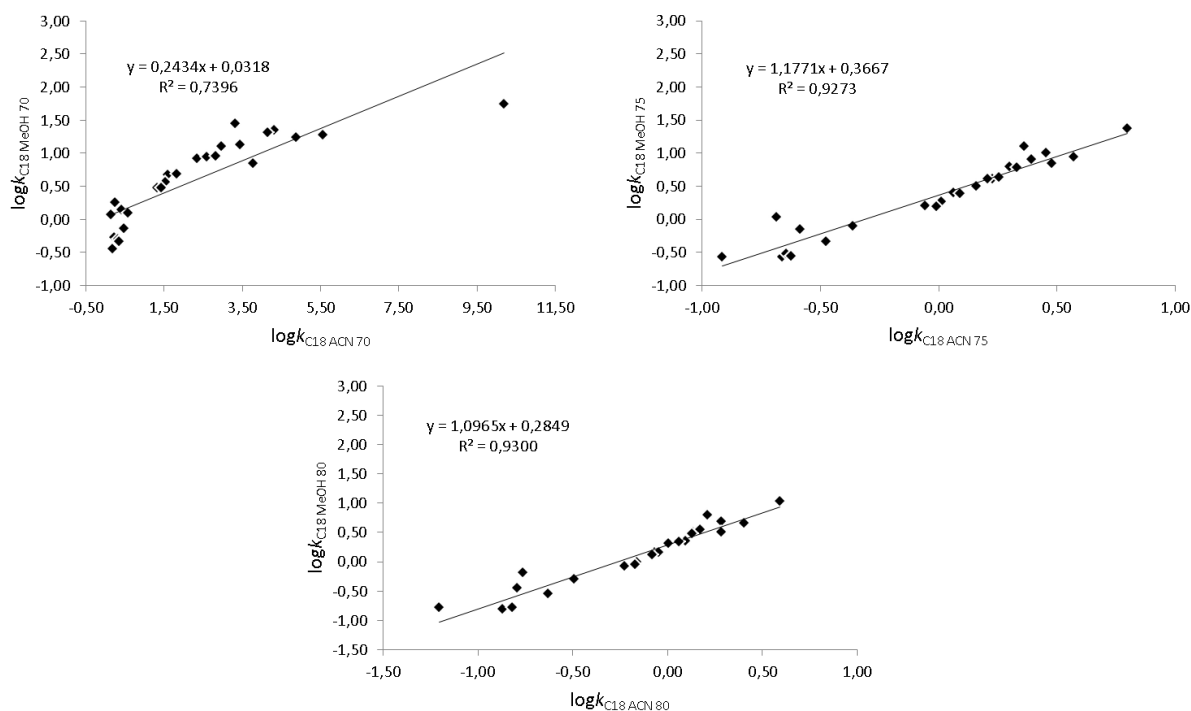 3,00
2,50
2,00
1,50
1,00
0,50
0,00
-0,50
-1,00
logkC18 MeOH 70
y = 0,2434x + 0,0318
R² = 0,7396
-0,50 1,50 3,50 5,50 7,50 9,50 11,50
logkC18 ACN 70
3,00
2,50
2,00
1,50
1,00
0,50
0,00
-0,50
-1,00
logkC18 MeOH 75
y = 1,1771x + 0,3667
R² = 0,9273
-1,00 -0,50 0,00 0,50 1,00
logkC18 ACN 75
3,00
2,50
2,00
1,50
1,00
0,50
0,00
-0,50
-1,00
-1,50
logkC18 MeOH 80
y = 1,0965x + 0,2849
R² = 0,9300
-1,50 -1,00 -0,50 0,00 0,50 1,00
logkC18 ACN 80